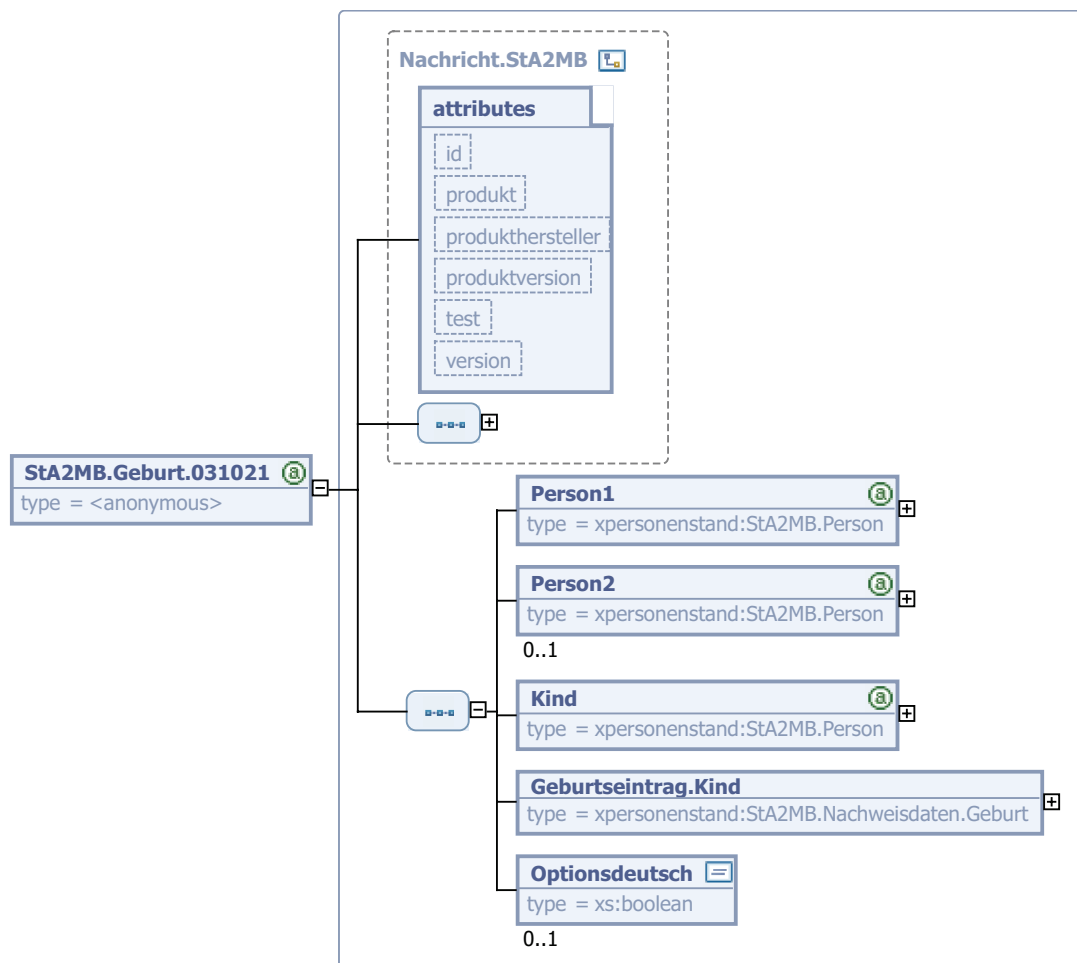 Nachricht.StA2MB
attributes
id
produkt
produkthersteller
produktversion
test
version
StA2MB.Geburt.031021
type = <anonymous>
Person1
type = xpersonenstand:StA2MB.Person
Person2
type = xpersonenstand:StA2MB.Person
0..1
Kind
type = xpersonenstand:StA2MB.Person
Geburtseintrag.Kind
type = xpersonenstand:StA2MB.Nachweisdaten.Geburt
Optionsdeutsch
type = xs:boolean
0..1